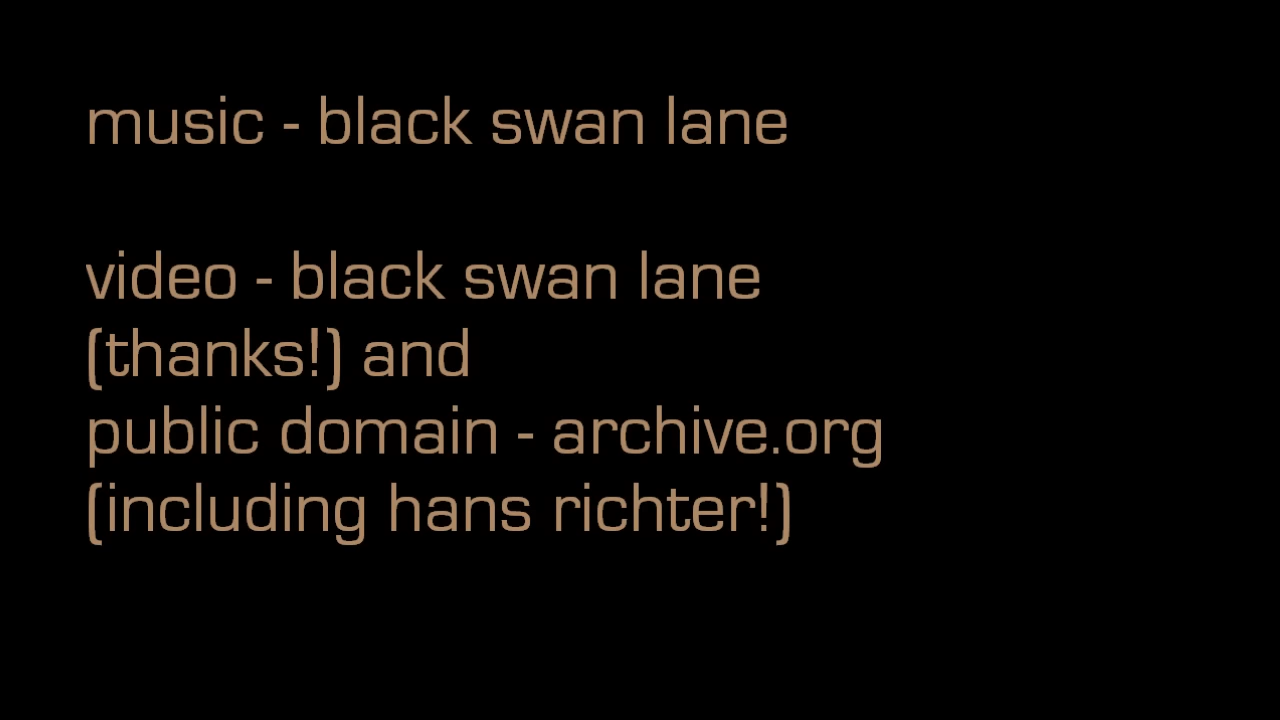 music - black swan lane
video - black swan lane
(thanks!) and
public domain - archive.org
(including hans richter!)